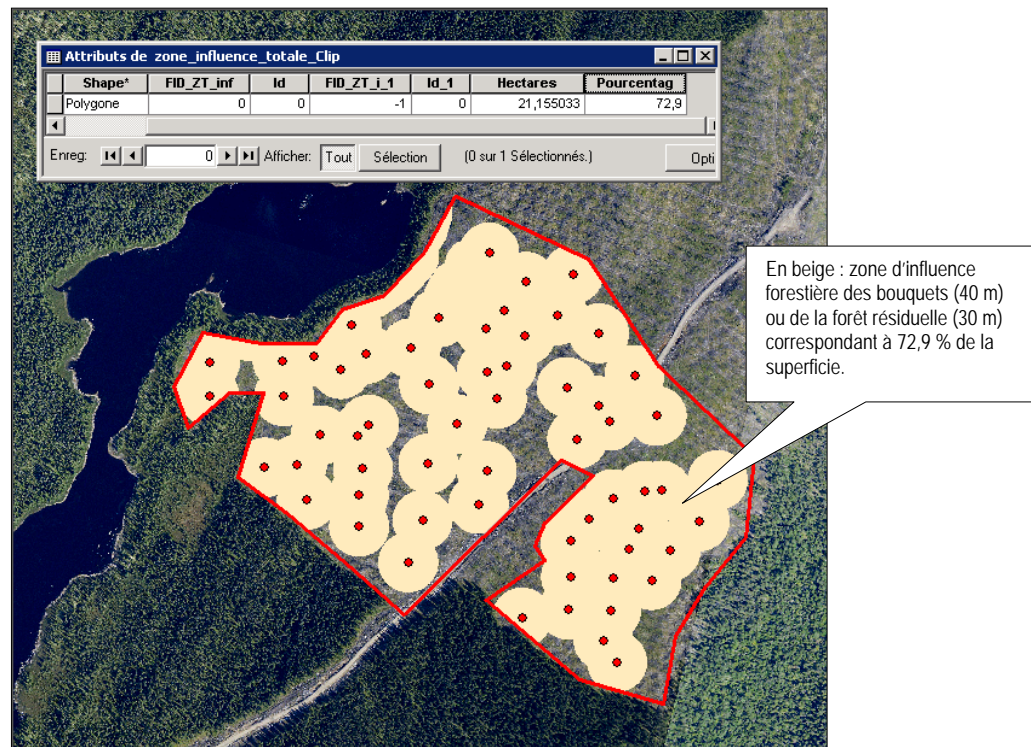 Attributs de zone_influence_totale_Clip
Shape* FID_ZT_inf Id FID_ZT_i_1 Id_1 Hectares Pourcentag
Polygone 0 0 -1 0 21,155033 72,9
Enreg: 0 Afficher: Tout Sélection (0 sur 1 Sélectionnés.) Opti
En beige : zone d'influence
forestière des bouquets (40 m)
ou de la forêt résiduelle (30 m)
correspondant à 72,9 % de la
superficie.